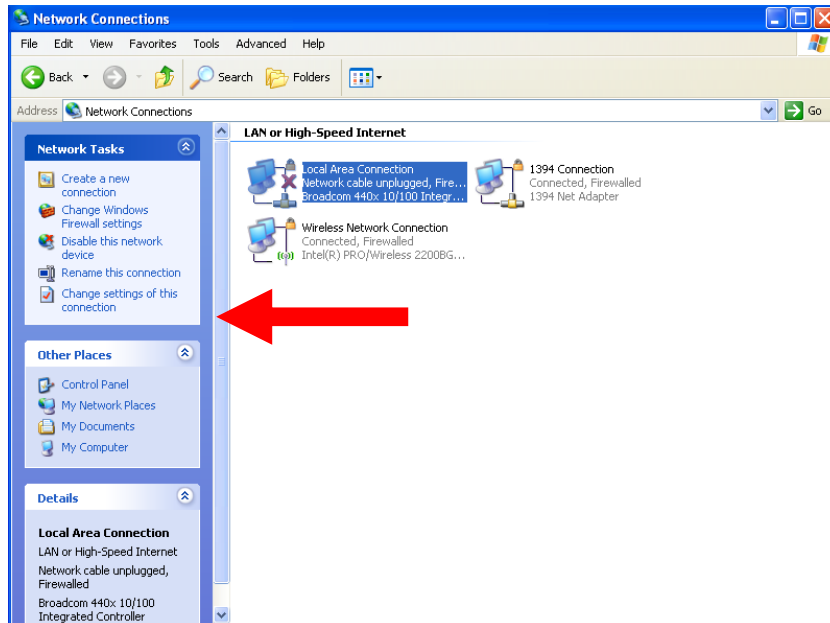 Network Connections
File Edit View Favorites Tools Advanced Help
Back Search Folders
Address Network Connections Go
Network Tasks
Create a new
connection
Change Windows
Firewall settings
Disable this network
device
Rename this connection
Change settings of this
connection
Other Places
Control Panel
My Network Places
My Documents
My Computer
Details
Local Area Connection
LAN or High-Speed Internet
Network cable unplugged,
Firewalled
Broadcom 440x 10/100
Integrated Controller
LAN or High-Speed Internet
Local Area Connection
Network cable unplugged, Fire...
Broadcom 440x 10/100 Integr...
1394 Connection
Connected, Firewalled
1394 Net Adapter
Wireless Network Connection
Connected, Firewalled
Intel(R) PRO/Wireless 2200BG...